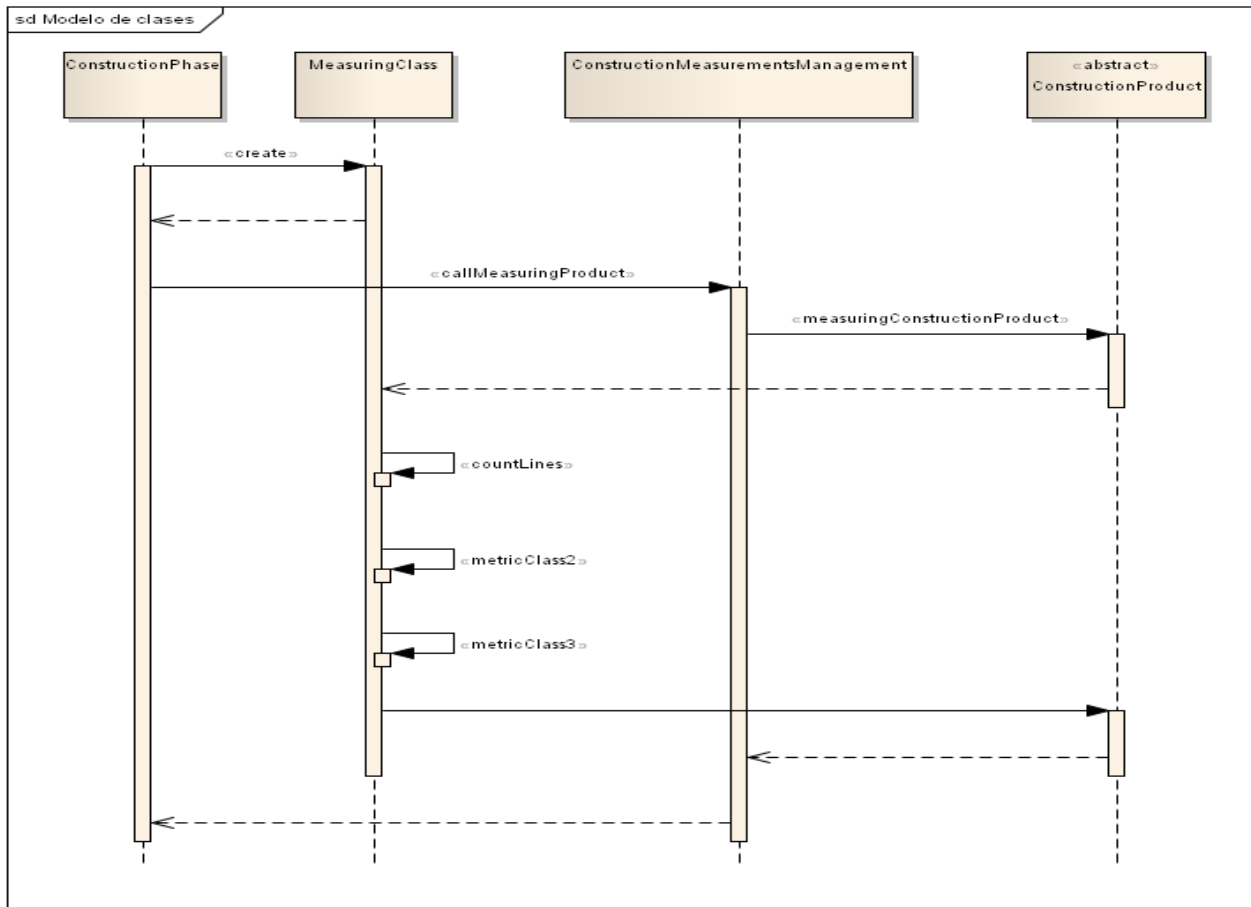 sd Modelo de clases
ConstructionPhase
MeasuringClass
ConstructionMeasurementsManagement
«abstract»
ConstructionProduct
«create»
«callMeasuringProduct»
«measuringConstructionProduct»
«countLines»
«metricClass2»
«metricClass3»